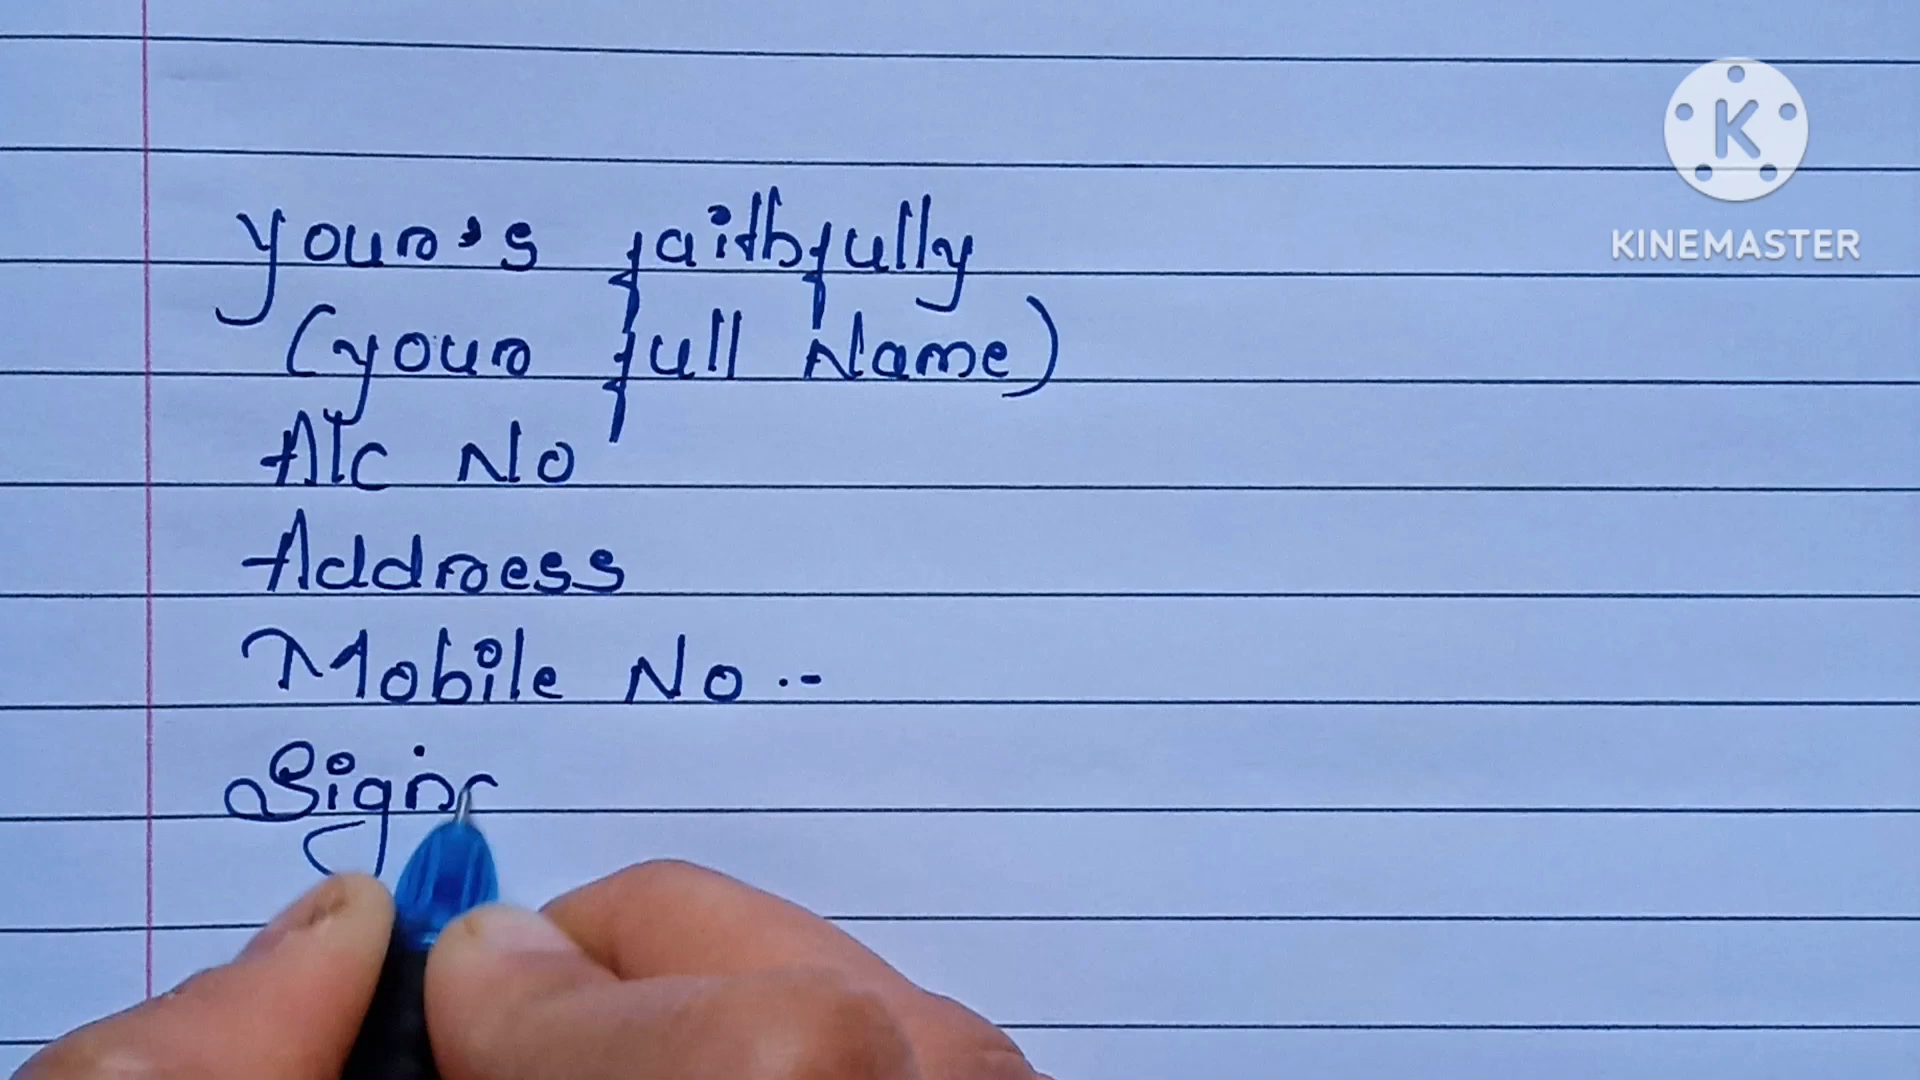 Your's faithfully
(your full Name)
A/c No
Address
Mobile No .-
Sign
KINEMASTER